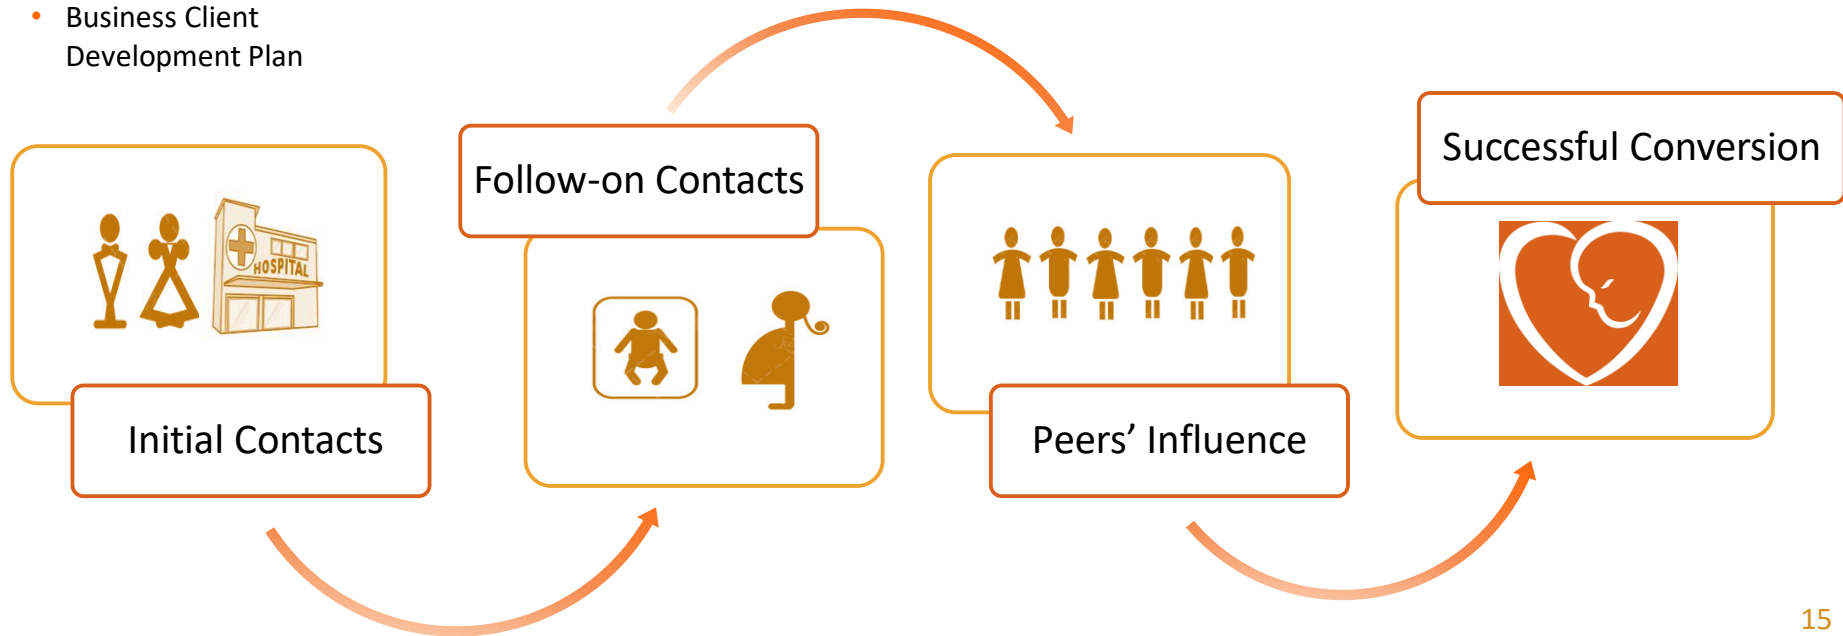 • Business Client
Development Plan
Initial Contacts
HOSPITAL
Follow-on Contacts
Peers’ Influence
Successful Conversion
15